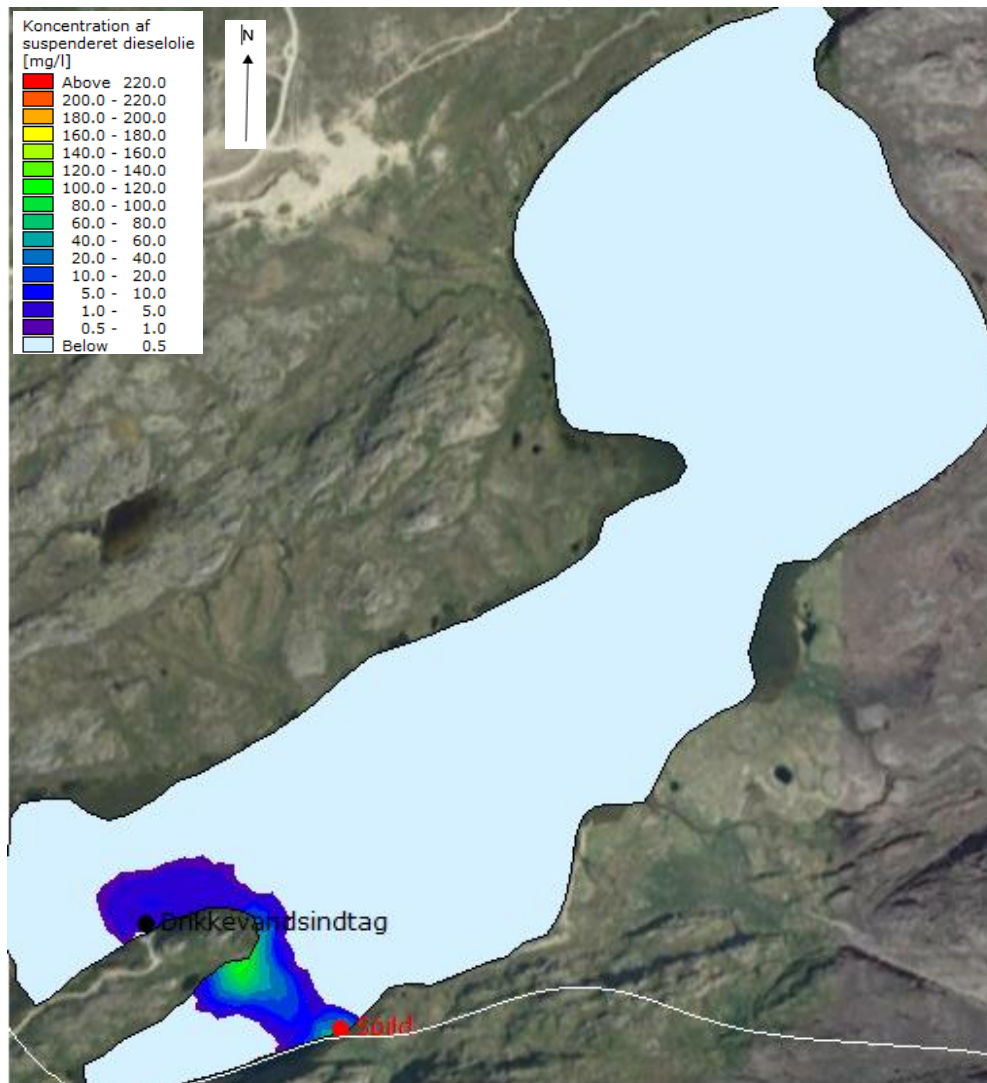 Koncentration af
suspenderet dieselolie
[mg/l]
Above 220.0
200.0 - 220.0
180.0 - 200.0
160.0 - 180.0
140.0 - 160.0
120.0 - 140.0
100.0 - 120.0
80.0 - 100.0
60.0 - 80.0
40.0 - 60.0
20.0 - 40.0
10.0 - 20.0
5.0 - 10.0
1.0 - 5.0
0.5 - 1.0
Below 0.5
N
Drikkevandsindtag
Spild